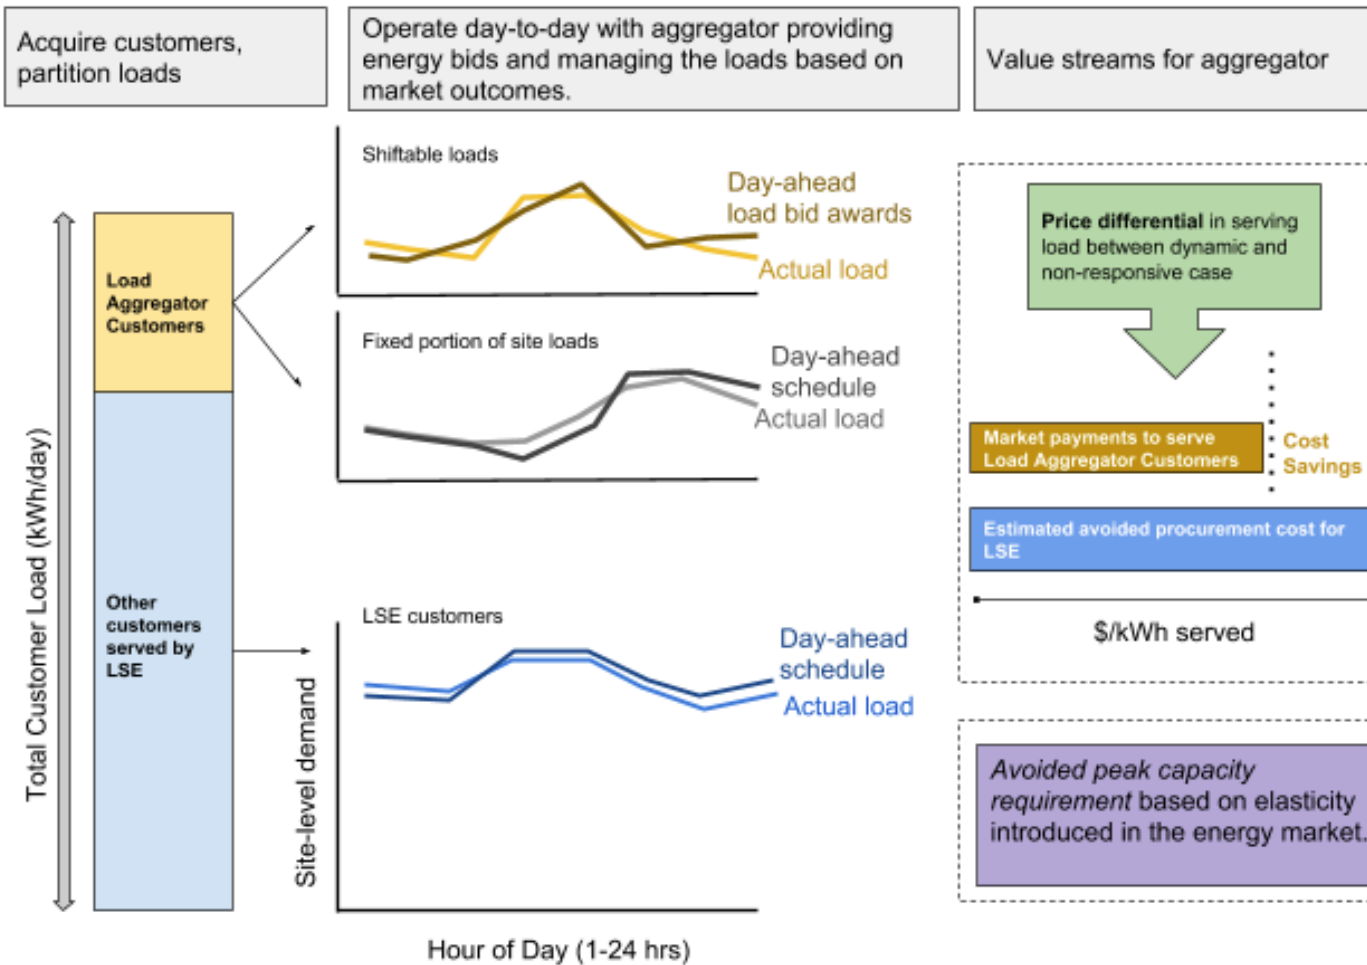 Acquire customers,
partition loads
Operate day-to-day with aggregator providing
energy bids and managing the loads based on
market outcomes.
Value streams for aggregator
Total Customer Load (kWh/day)
Load
Aggregator
Customers
Other
customers
served by
LSE
Shiftable loads
Day-ahead
load bid awards
Actual load
Fixed portion of site loads
Day-ahead
schedule
Actual load
LSE customers
Day-ahead
schedule
Actual load
Site-level demand
Hour of Day (1-24 hrs)
Price differential in serving
load between dynamic and
non-responsive case
Market payments to serve
Load Aggregator Customers
Cost
Savings
Estimated avoided procurement cost for
LSE
$/kWh served
Avoided peak capacity
requirement based on elasticity
introduced in the energy market.